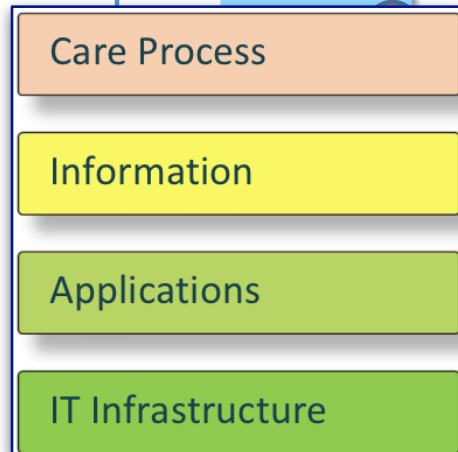 Care Process
Information
Applications
IT Infrastructure